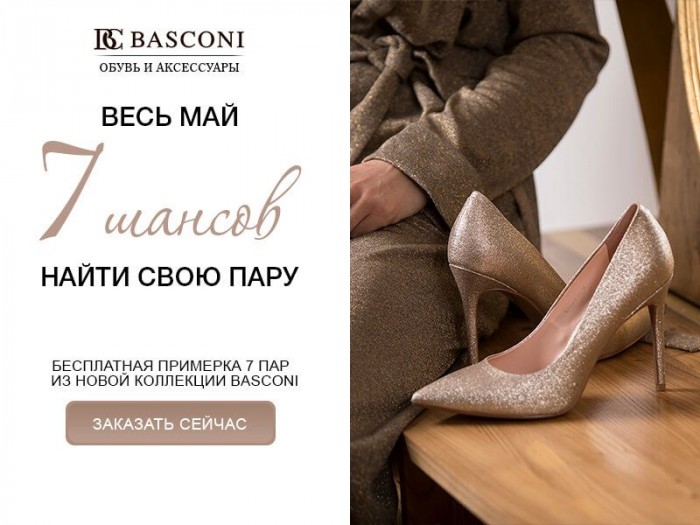 BC BASCONI
ОБУВЬ И АКСЕССУАРЫ
ВЕСЬ МАЙ
7 шансов
НАЙТИ СВОЮ ПАРУ
БЕСПЛАТНАЯ ПРИМЕРКА 7 ПАР
ИЗ НОВОЙ КОЛЛЕКЦИИ BASCONI
ЗАКАЗАТЬ СЕЙЧАС